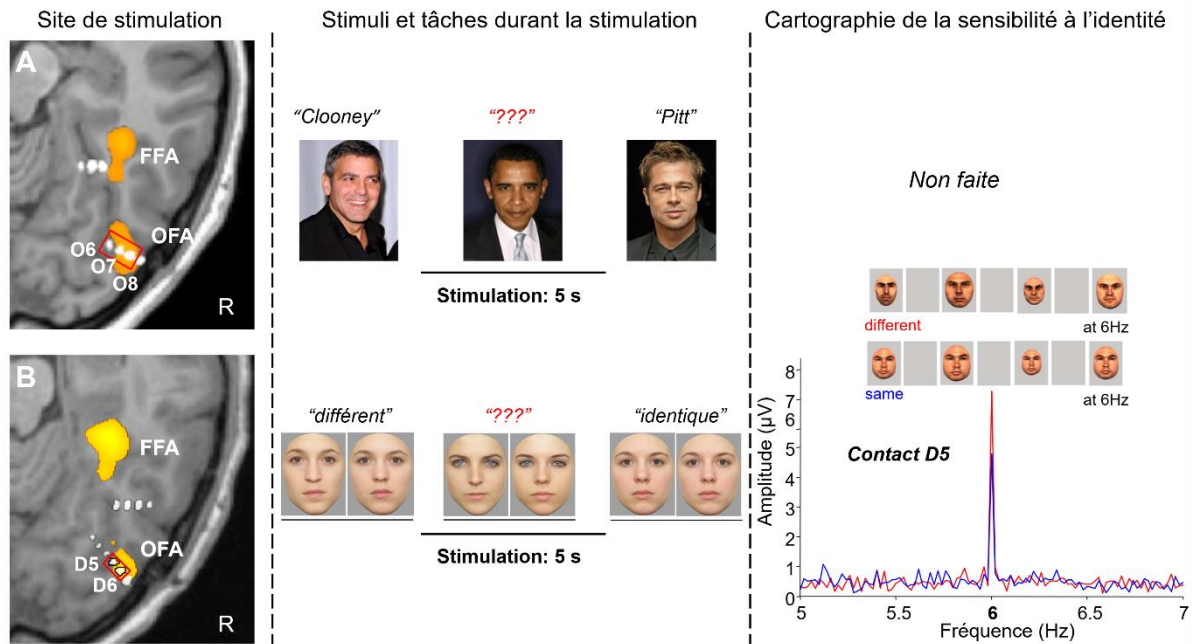 Site de stimulation
Stimuli et tâches durant la stimulation
Cartographie de la sensibilité à l’identité
A
FFA
OFA
O6
O7
O8
R
“Clooney”
“???”
“Pitt”
Stimulation: 5 s
Non faite
different
at 6Hz
same
at 6Hz
B
FFA
OFA
D5
D6
R
“différent”
“???”
“identique”
Stimulation: 5 s
Contact D5
Amplitude (µV)
8
7
6
5
4
3
2
1
0
5
5.5
6
6.5
7
Fréquence (Hz)